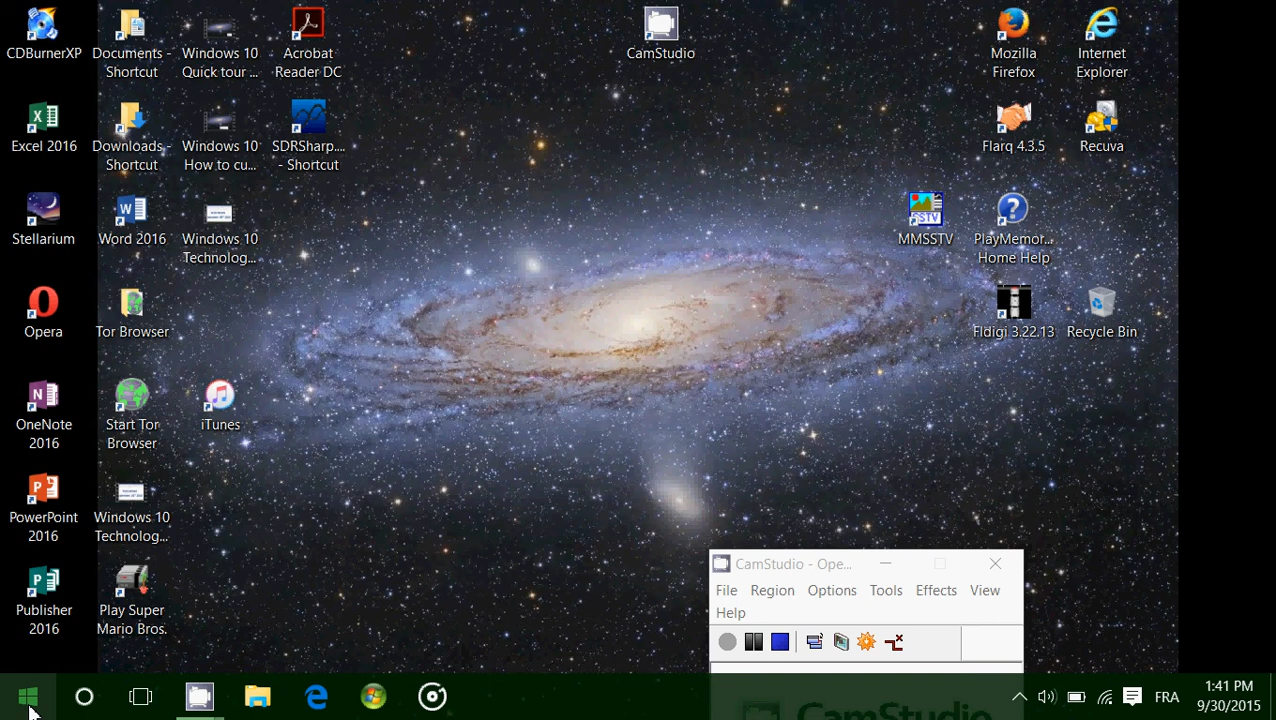 CDBurnerXP
Documents -
Shortcut
Windows 10
Quick tour ...
Acrobat
Reader DC
CamStudio
Mozilla
Firefox
Internet
Explorer
Excel 2016
Downloads -
Shortcut
Windows 10
How to cu...
SDRSharp....
- Shortcut
Flarq 4.3.5
Recuva
Stellarium
Word 2016
Windows 10
Technolog...
SSTV
MMSSTV
PlayMemor...
Home Help
Opera
Tor Browser
Fldigi 3.22.13
Recycle Bin
OneNote
2016
Start Tor
Browser
iTunes
PowerPoint
2016
Windows 10
Technolog...
Publisher
2016
Play Super
Mario Bros.
CamStudio - Ope...
File Region Options Tools Effects View
Help
CamStudio
FRA
1:41 PM
9/30/2015